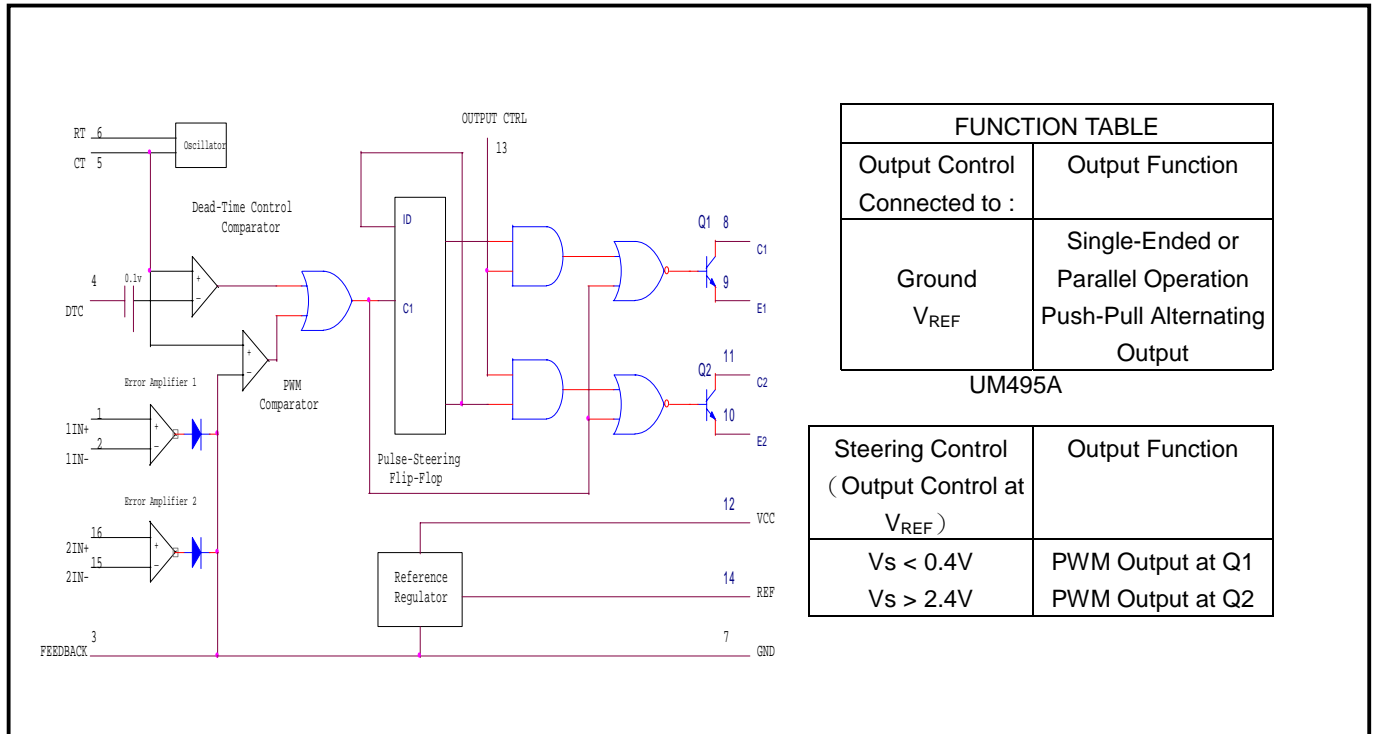 OUTPUT CTRL
13
RT 6
CT 5
Oscillator
Dead-Time Control
Comparator
4
0.1v
DTC
+
−
ID
C1
Q1 8
C1
9
E1
+
−
PWM
Comparator
Error Amplifier 1
1
1IN+
2
1IN-
+
−
Q2
11
C2
10
E2
Pulse-Steering
Flip-Flop
Error Amplifier 2
16
2IN+
15
2IN-
+
−
12
VCC
Reference
Regulator
14
REF
3
FEEDBACK
7
GND
FUNCTION TABLE
Output Control
Connected to :
Output Function
Ground
VREF
Single-Ended or
Parallel Operation
Push-Pull Alternating
Output
UM495A
Steering Control
（Output Control at
VREF）
Output Function
Vs < 0.4V
PWM Output at Q1
Vs > 2.4V
PWM Output at Q2